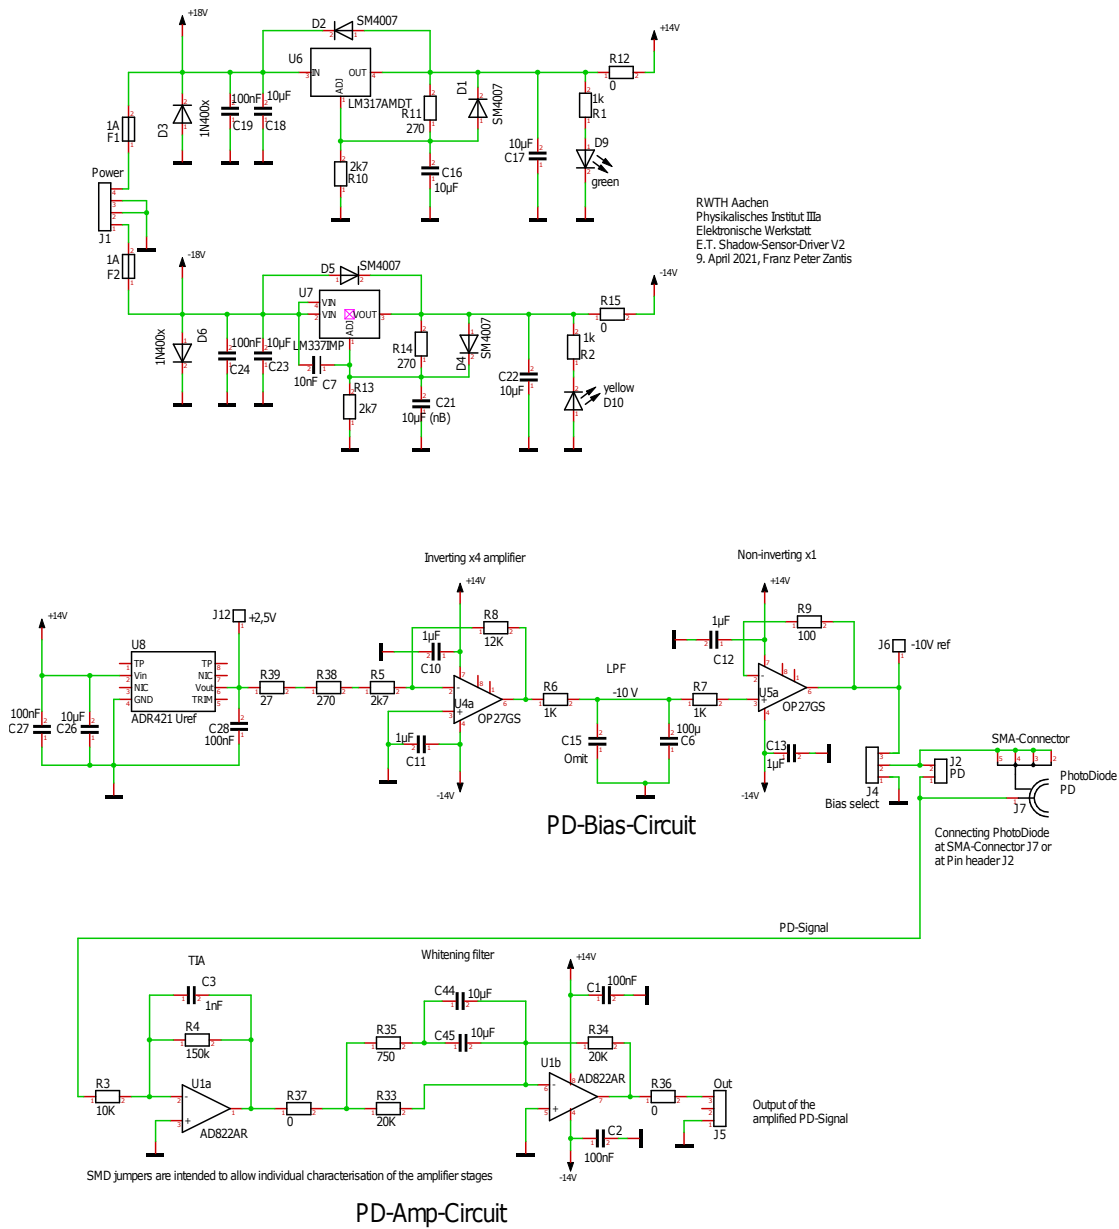 +18V
D2
SM4007
U6
IN
OUT
ADJ
LM317AMDT
1A
F1
D3
1N400x
100nF
C19
10µF
C18
R11
270
D1
SM4007
2k7
R10
C16
10µF
10µF
C17
1k
R1
D9
green
R12
0
+14V
Power
J1
1A
F2
RWTH Aachen
Physikalisches Institut IIIa
Elektronische Werkstatt
E.T. Shadow-Sensor-Driver V2
9. April 2021, Franz Peter Zantis
-18V
D5
SM4007
U7
VIN
VIN
VOUT
ADJ
LM337IMP
1N400x
D6
100nF
C24
10µF
C23
10nF
C7
R14
270
D4
SM4007
R13
2k7
C21
10µF (nB)
C22
10µF
1k
R2
yellow
D10
R15
0
-14V
Inverting x4 amplifier
Non-inverting x1
+14V
U8
TP
Vin
NIC
GND
TP
NIC
Vout
TRIM
ADR421 Uref
J12
+2,5V
100nF
C27
10µF
C26
C28
100nF
R39
27
R38
270
R5
2k7
+14V
1µF
C10
R8
12K
U4a
OP27GS
1µF
C11
-14V
R6
1K
LPF
-10 V
C15
Omit
100µ
C6
R7
1K
+14V
1µF
C12
R9
100
U5a
OP27GS
C13
1µF
-14V
J6
-10V ref
J4
Bias select
J2
PD
SMA-Connector
PhotoDiode
PD
J7
Connecting PhotoDiode
at SMA-Connector J7 or
at Pin header J2
PD-Bias-Circuit
PD-Signal
TIA
C3
1nF
R4
150k
R3
10K
U1a
AD822AR
R37
0
Whitening filter
C44
10µF
R35
750
C45
10µF
R33
20K
+14V
C1
100nF
R34
20K
U1b
AD822AR
C2
100nF
-14V
R36
0
Out
J5
Output of the
amplified PD-Signal
SMD jumpers are intended to allow individual characterisation of the amplifier stages
PD-Amp-Circuit